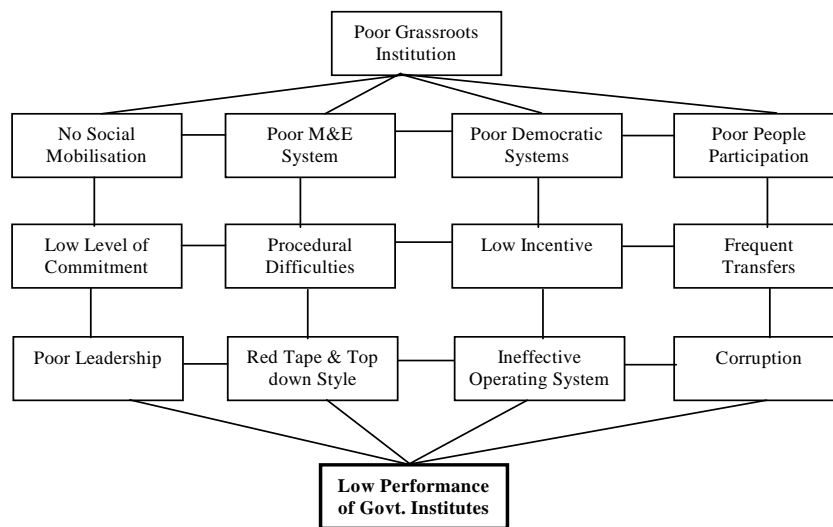 Poor Grassroots
Institution
No Social
Mobilisation
Poor M&E
System
Poor Democratic
Systems
Poor People
Participation
Low Level of
Commitment
Procedural
Difficulties
Low Incentive
Frequent
Transfers
Poor Leadership
Red Tape & Top
down Style
Ineffective
Operating System
Corruption
Low Performance
of Govt. Institutes